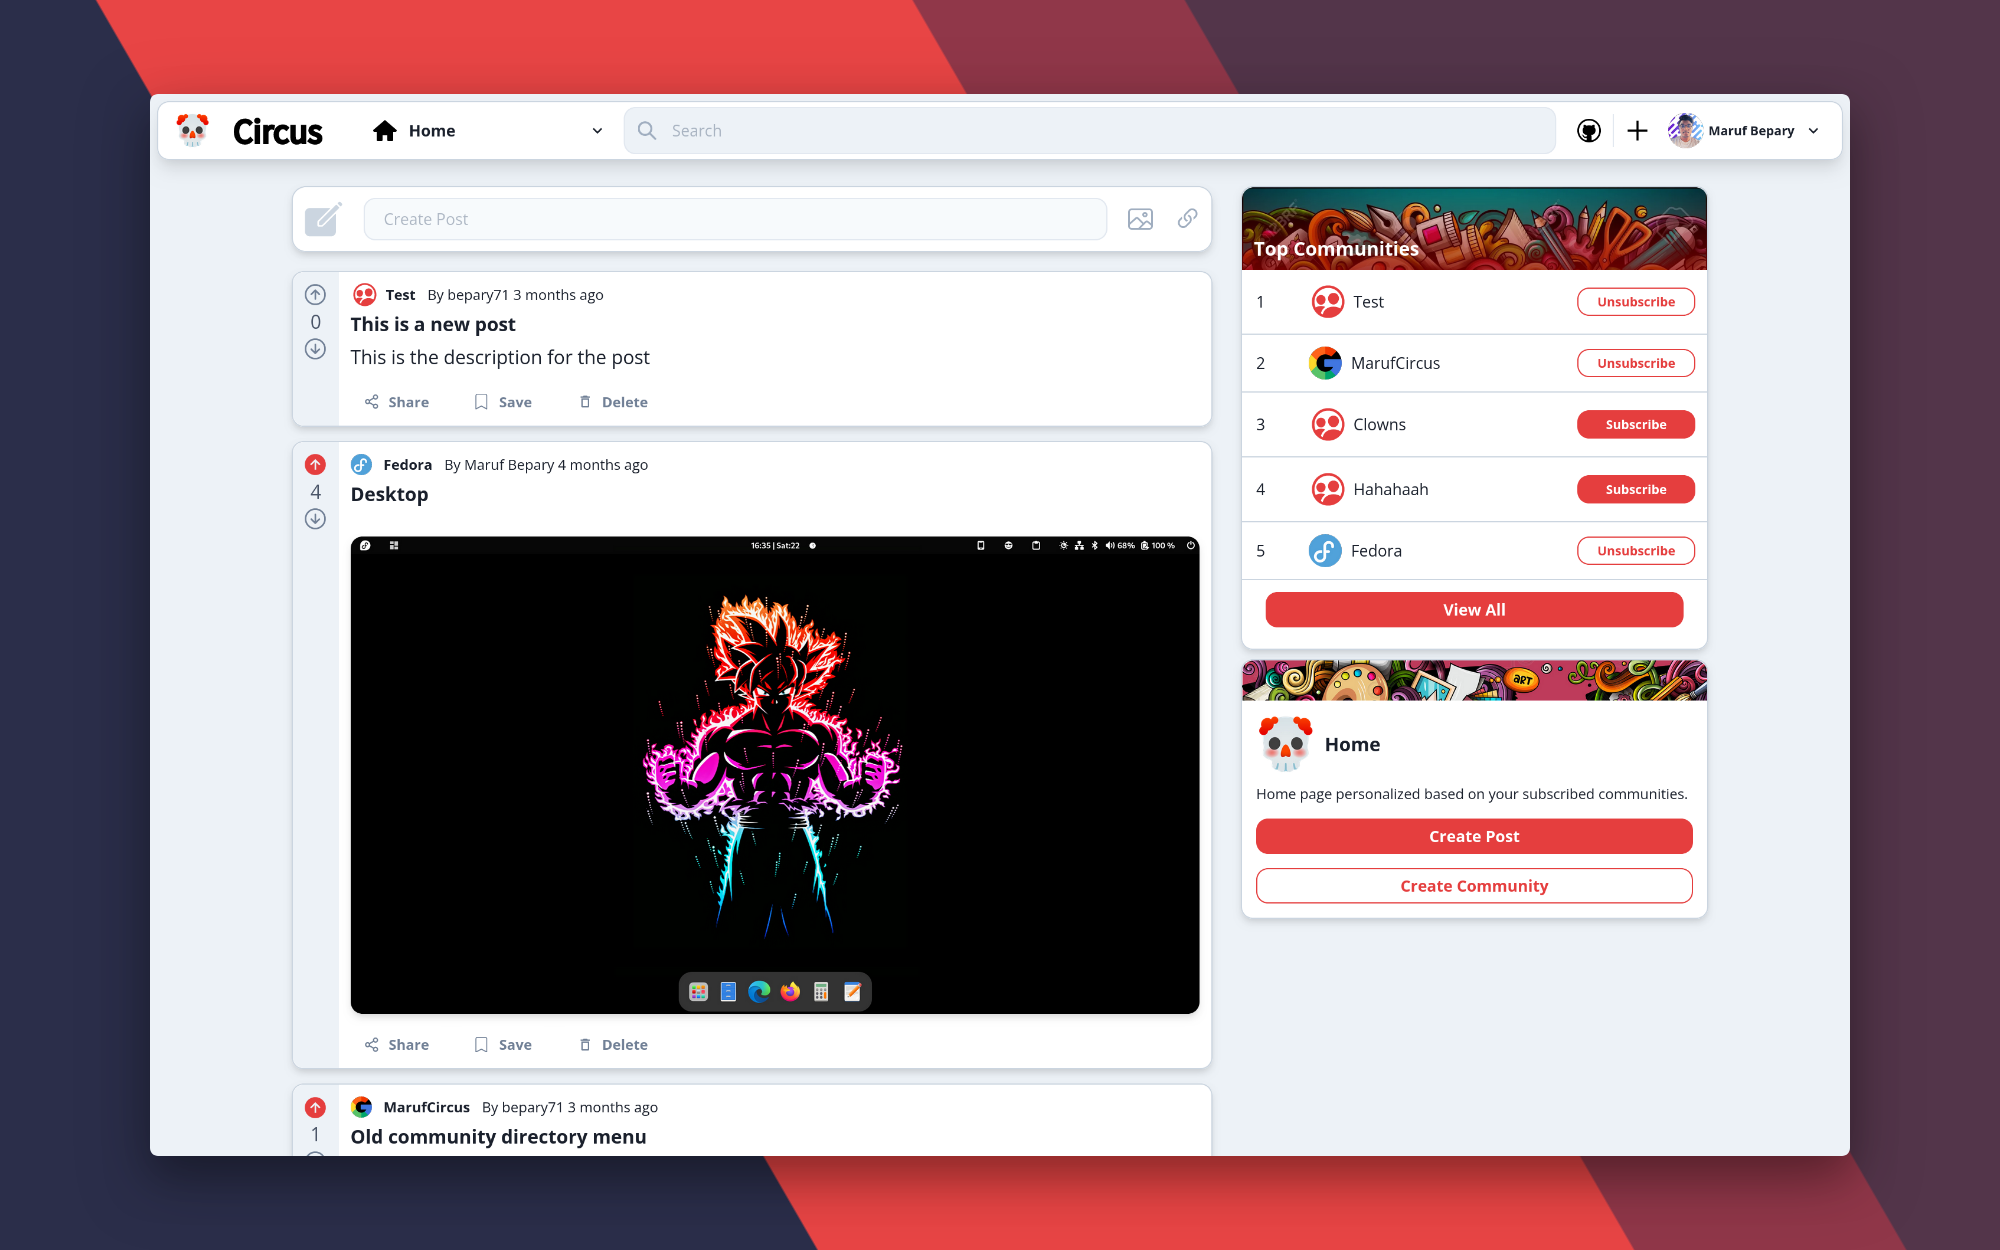 Circus
Home
Search
Maruf Bepary
Create Post
Test By bepary71 3 months ago
0
This is a new post
This is the description for the post
Share Save Delete
Fedora By Maruf Bepary 4 months ago
4
Desktop
16:35 | Sat:22
68% 100 %
Share Save Delete
MarufCircus By bepary71 3 months ago
1
Old community directory menu
Top Communities
1 Test Unsubscribe
2 MarufCircus Unsubscribe
3 Clowns Subscribe
4 Hahahaah Subscribe
5 Fedora Unsubscribe
View All
ART
Home
Home page personalized based on your subscribed communities.
Create Post
Create Community